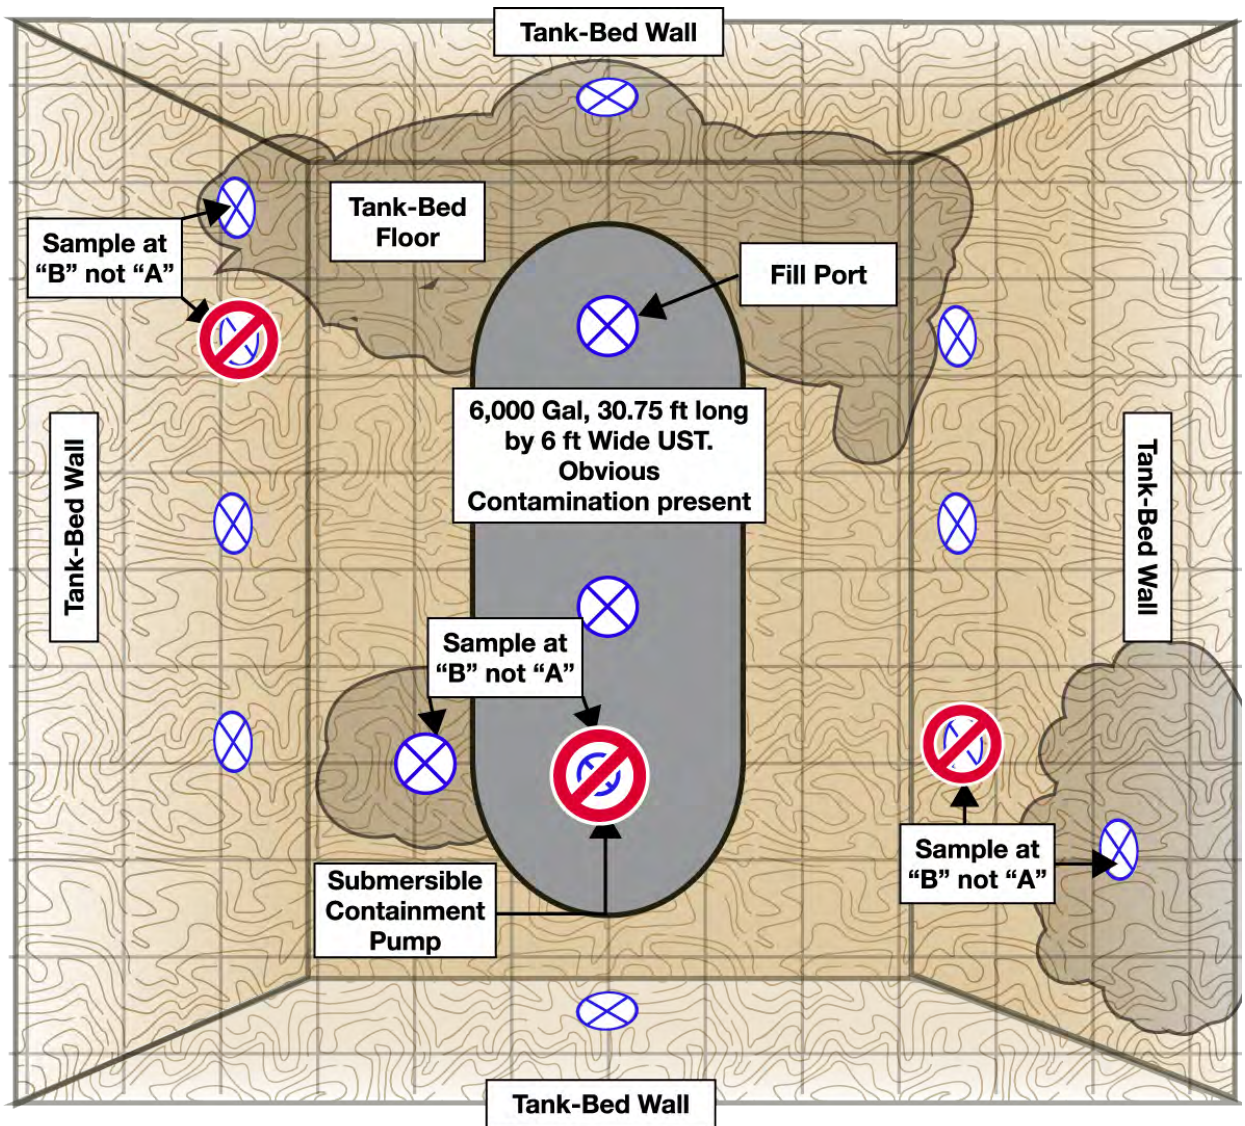 Tank-Bed Wall
Tank-Bed
Floor
Sample at
“B” not “A”
Fill Port
6,000 Gal, 30.75 ft long
by 6 ft Wide UST.
Obvious
Contamination present
Tank-Bed Wall
Tank-Bed Wall
Sample at
“B” not “A”
Sample at
“B” not “A”
Submersible
Containment
Pump
Tank-Bed Wall